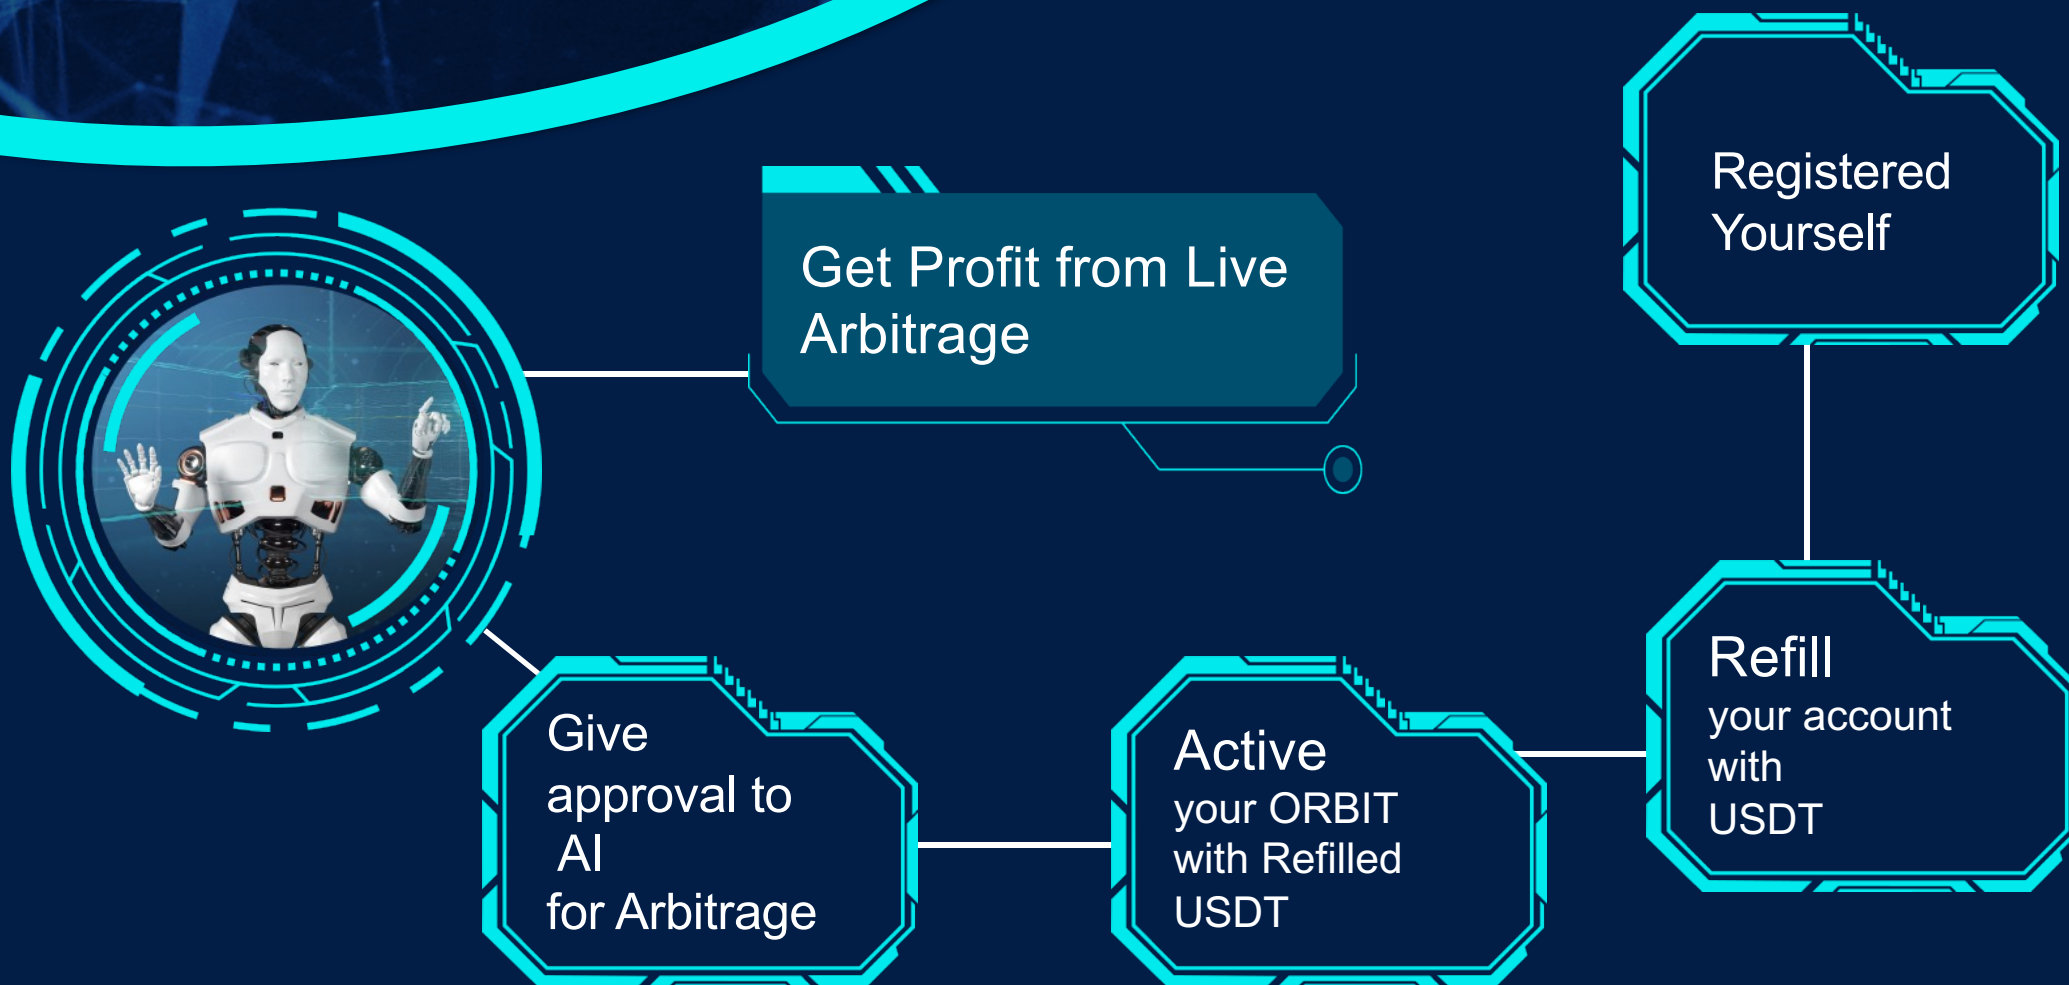 Get Profit from Live
Arbitrage
Registered
Yourself
Refill
your account
with
USDT
Active
your ORBIT
with Refilled
USDT
Give
approval to
AI
for Arbitrage